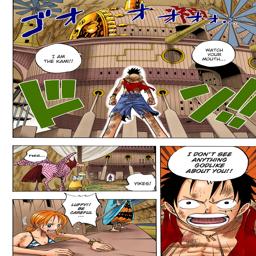 ゴオオオ
I AM
THE KAMI!!
WATCH
YOUR
MOUTH...
ドン!!
YIKES!
LUFFY!!
BE
CAREFUL
...
I DON'T SEE
ANYTHING
GODLIKE
ABOUT YOU!!